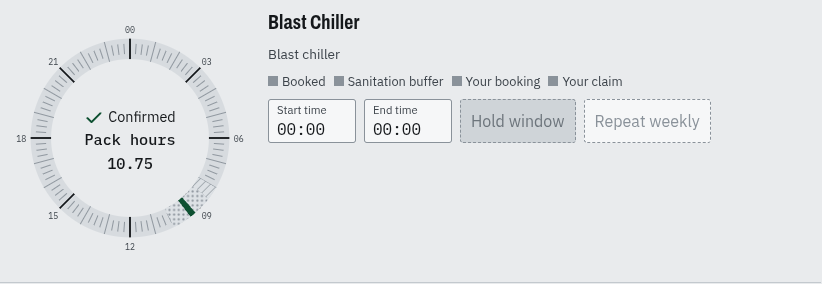 00
03
06
09
12
15
18
21
Confirmed
Pack hours
10.75
Blast Chiller
Blast chiller
Booked Sanitation buffer Your booking Your claim
Start time
00:00
End time
00:00
Hold window
Repeat weekly